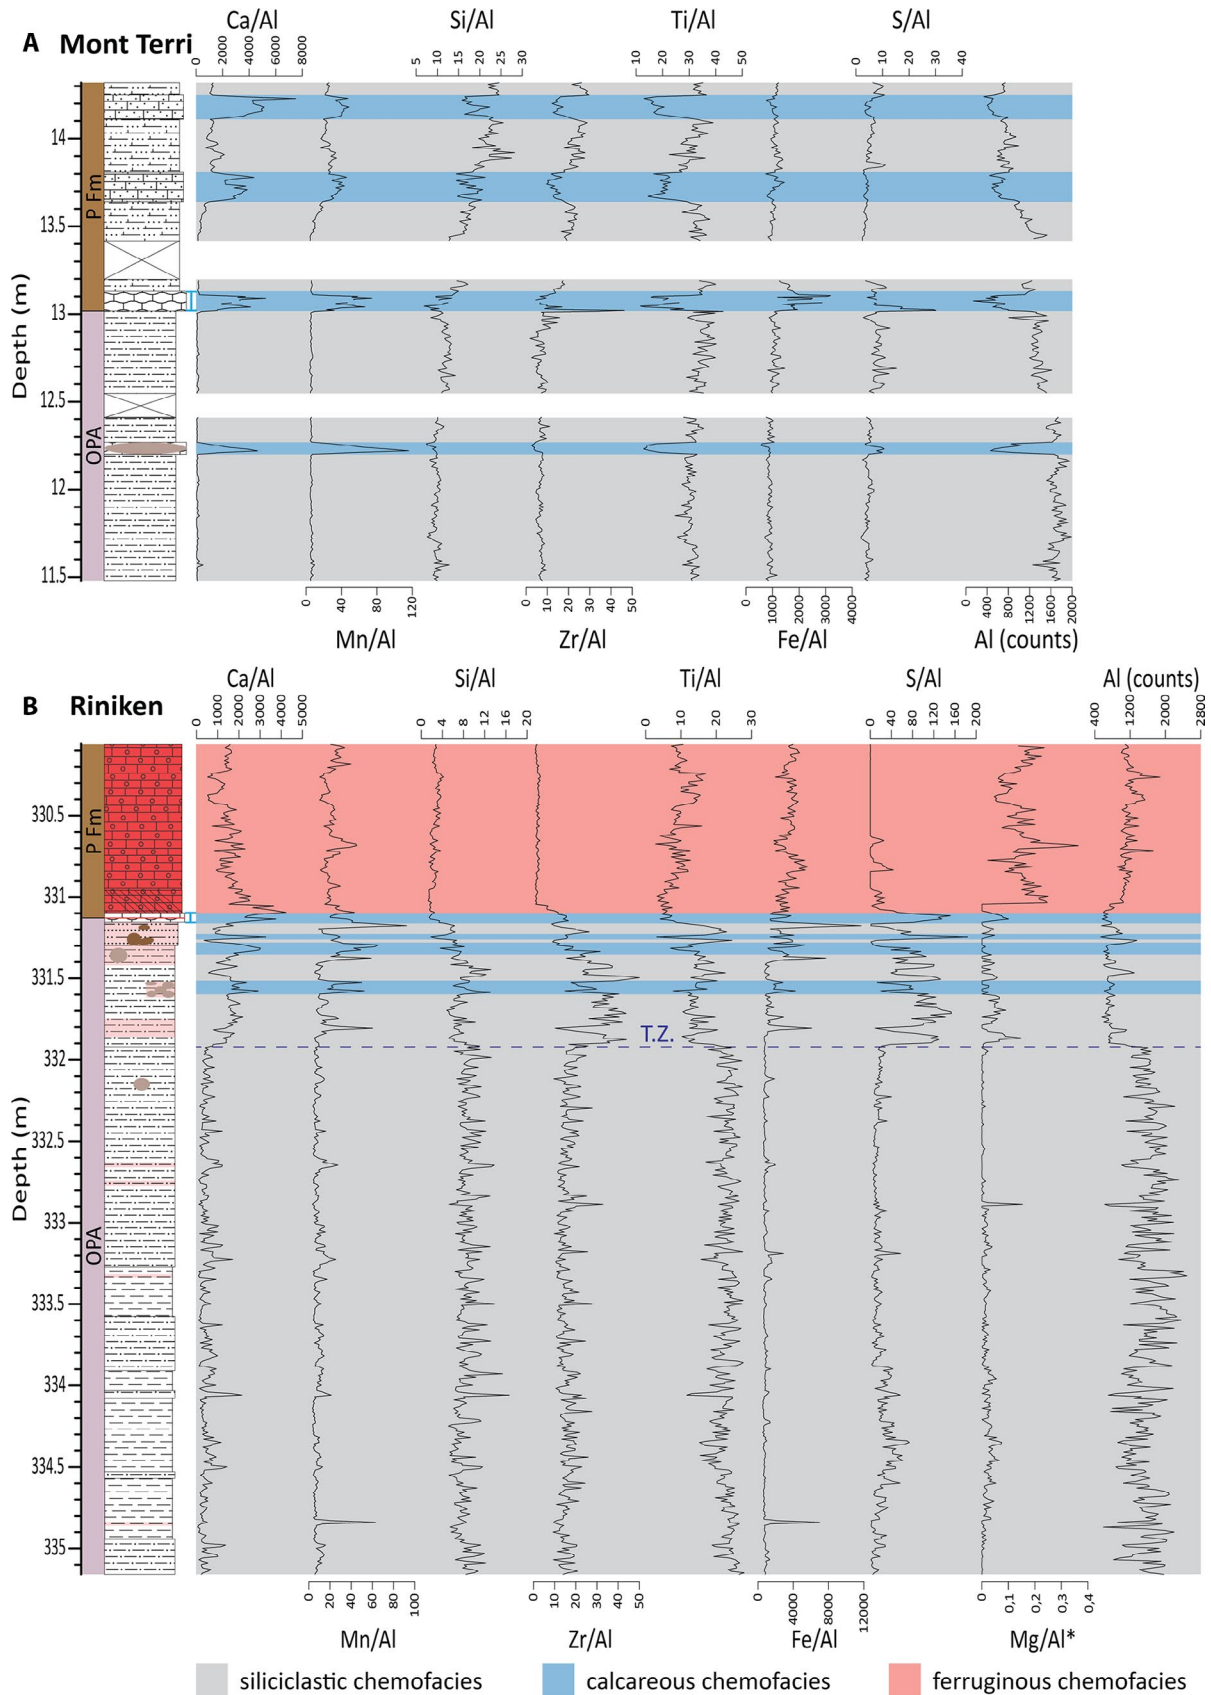 A Mont Terri
Ca/Al
Si/Al
Ti/Al
S/Al
0 2000 4000 6000 8000
5 10 15 20 25 30
10 20 30 40 50
0 10 20 30 40
Depth (m)
14
13.5
13
12.5
12
11.5
P Fm
OPA
0 40 80 120
0 10 20 30 40 50
0 1000 2000 3000 4000
0 400 800 1200 1600 2000
Mn/Al
Zr/Al
Fe/Al
Al (counts)
B Riniken
Ca/Al
Si/Al
Ti/Al
S/Al
Al (counts)
0 1000 2000 3000 4000 5000
0 4 8 12 16 20
0 10 20 30
0 40 80 120 160 200
400 1200 2000 2800
Depth (m)
330.5
331
331.5
332
332.5
333
333.5
334
334.5
335
P Fm
OPA
T.Z.
0 20 40 60 80 100
0 10 20 30 40 50
0 4000 8000 12000
0 0,1 0,2 0,3 0,4
Mn/Al
Zr/Al
Fe/Al
Mg/Al*
siliciclastic chemofacies
calcareous chemofacies
ferruginous chemofacies